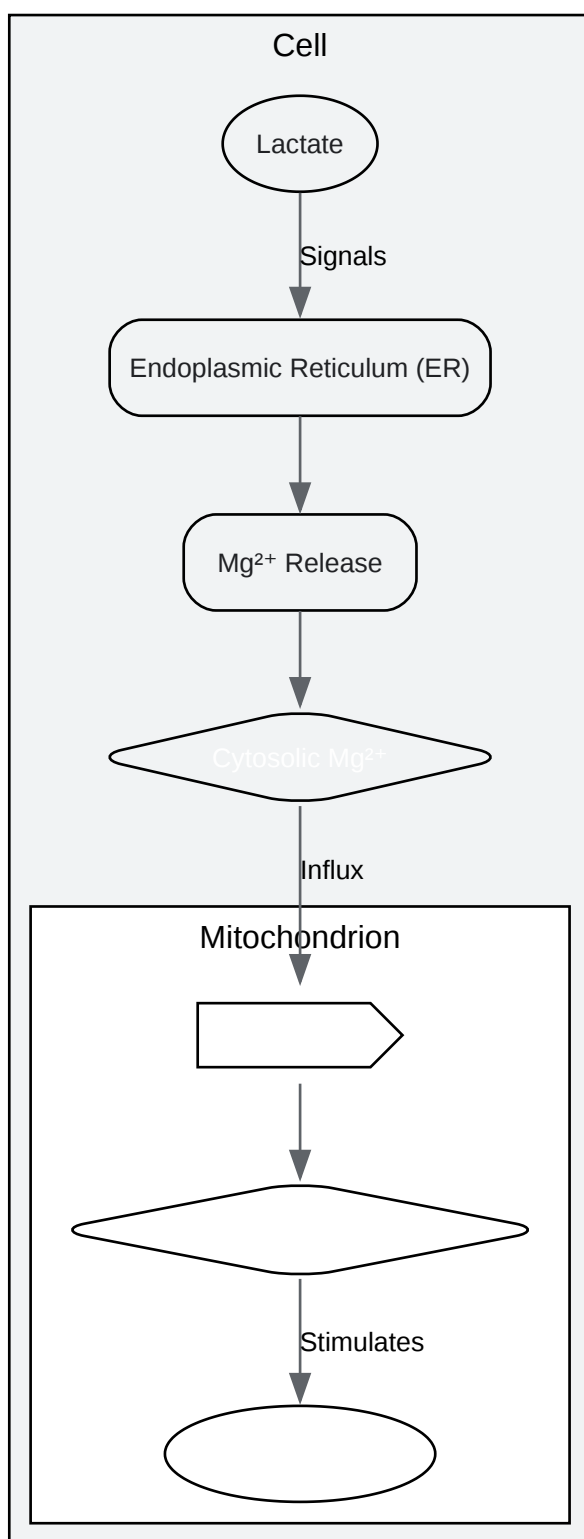 Cell
Lactate
Signals
Endoplasmic Reticulum (ER)
Mg²⁺ Release
Cytosolic Mg²⁺
Influx
Mitochondrion
Stimulates